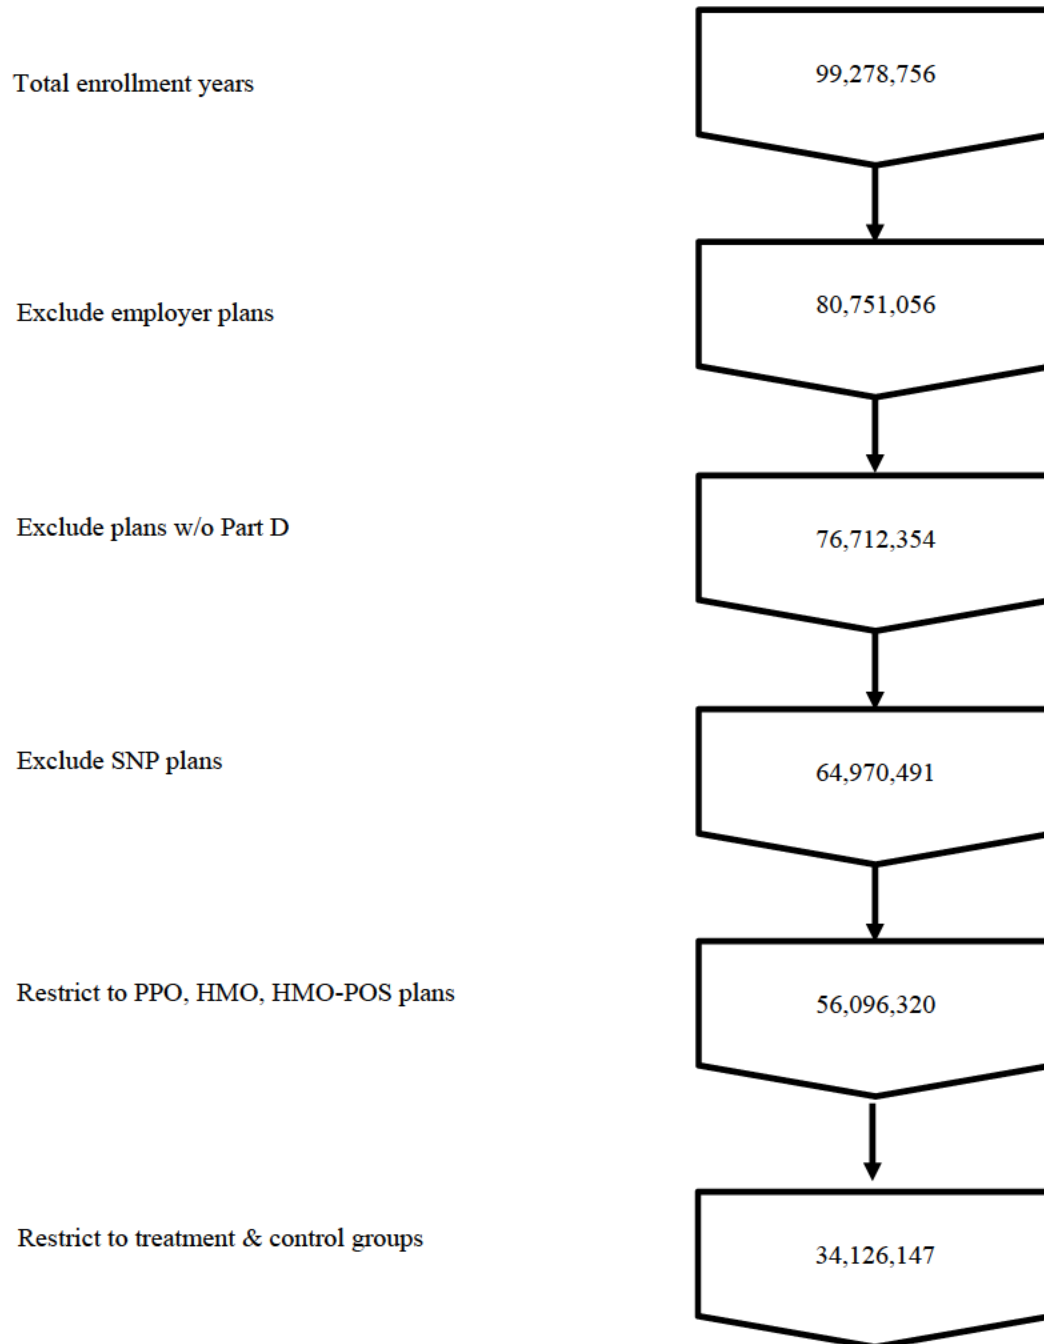 Total enrollment years
99,278,756
Exclude employer plans
80,751,056
Exclude plans w/o Part D
76,712,354
Exclude SNP plans
64,970,491
Restrict to PPO, HMO, HMO-POS plans
56,096,320
Restrict to treatment & control groups
34,126,147